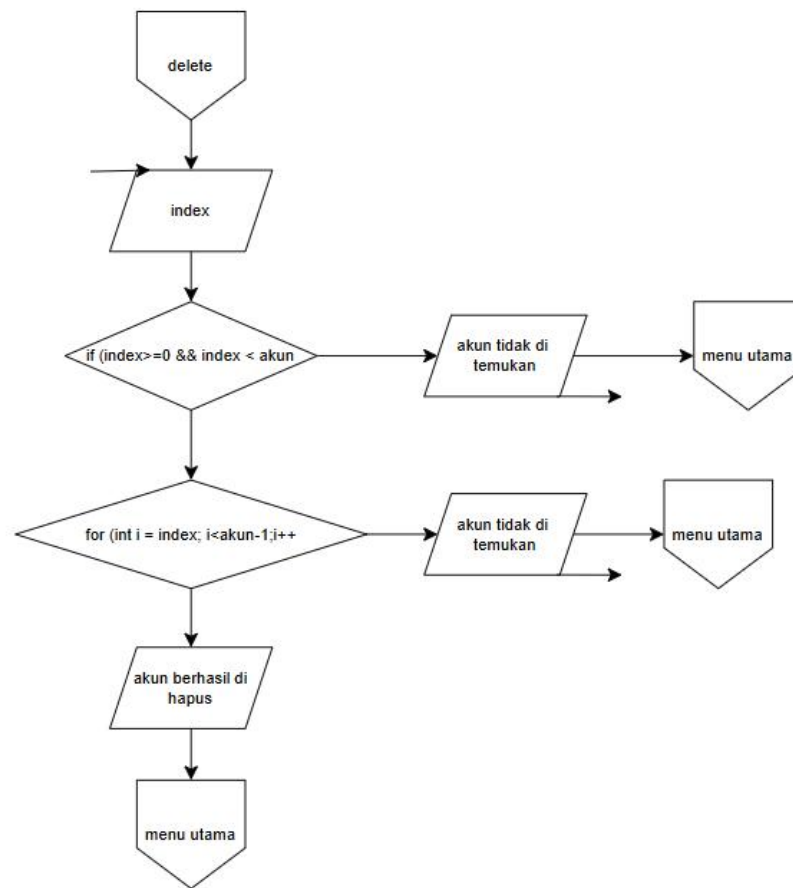 delete
index
if (index>=0 && index < akun
akun tidak di
temukan
menu utama
for (int i = index; i<akun-1;i++
akun tidak di
temukan
menu utama
akun berhasil di
hapus
menu utama